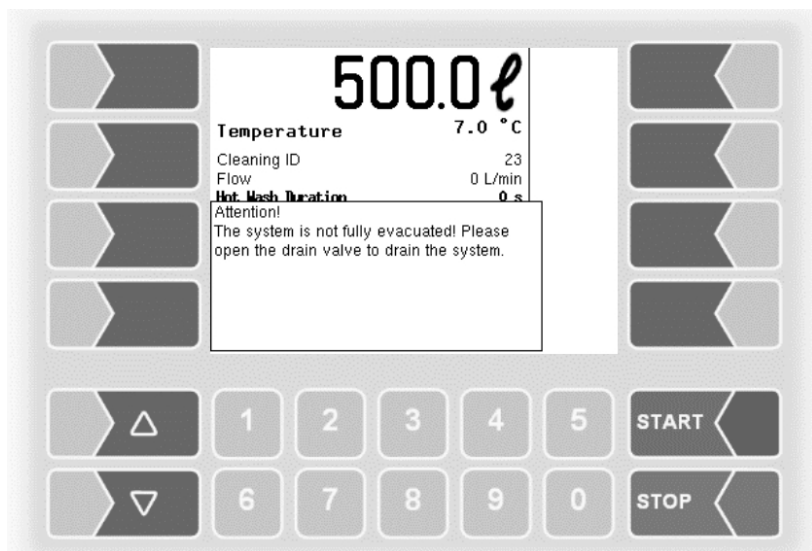 500.0 ℓ
Temperature 7.0 °C
Cleaning ID 23
Flow 0 L/min
Hot Wash Duration 0 s
Attention!
The system is not fully evacuated! Please
open the drain valve to drain the system.
1 2 3 4 5 START
6 7 8 9 0 STOP